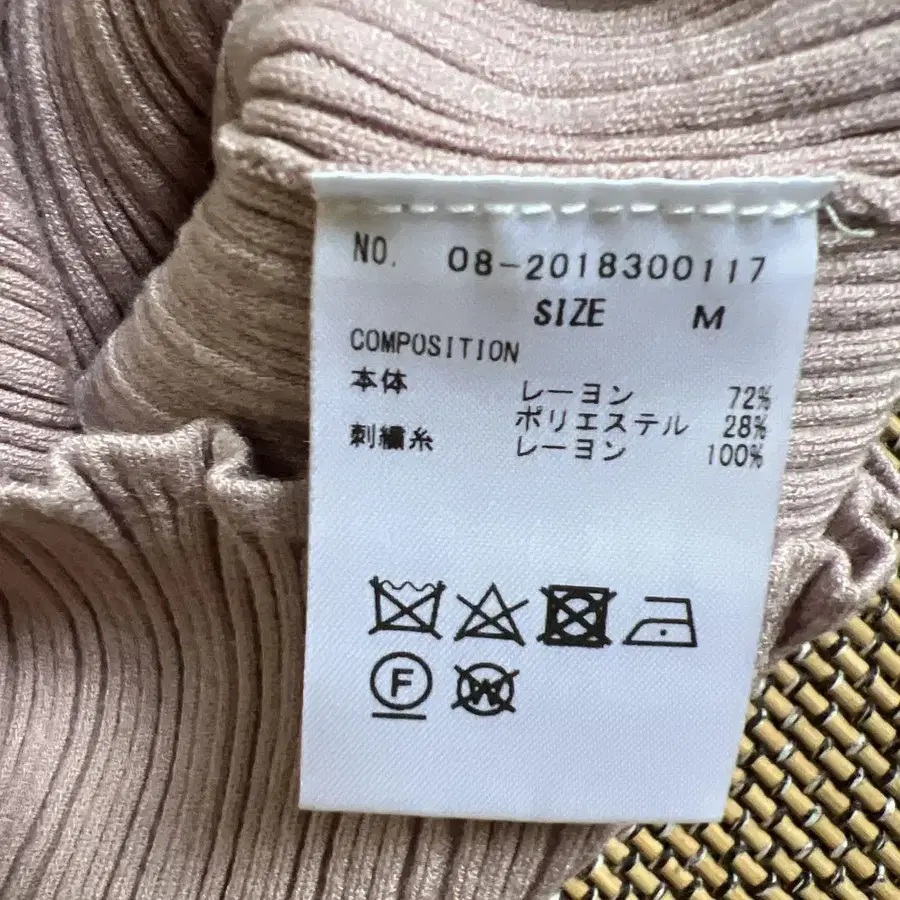 NO. 08-2018300117
SIZE M
COMPOSITION
本体 レーヨン 72%
ポリエステル 28%
刺繍糸 レーヨン 100%
F
W